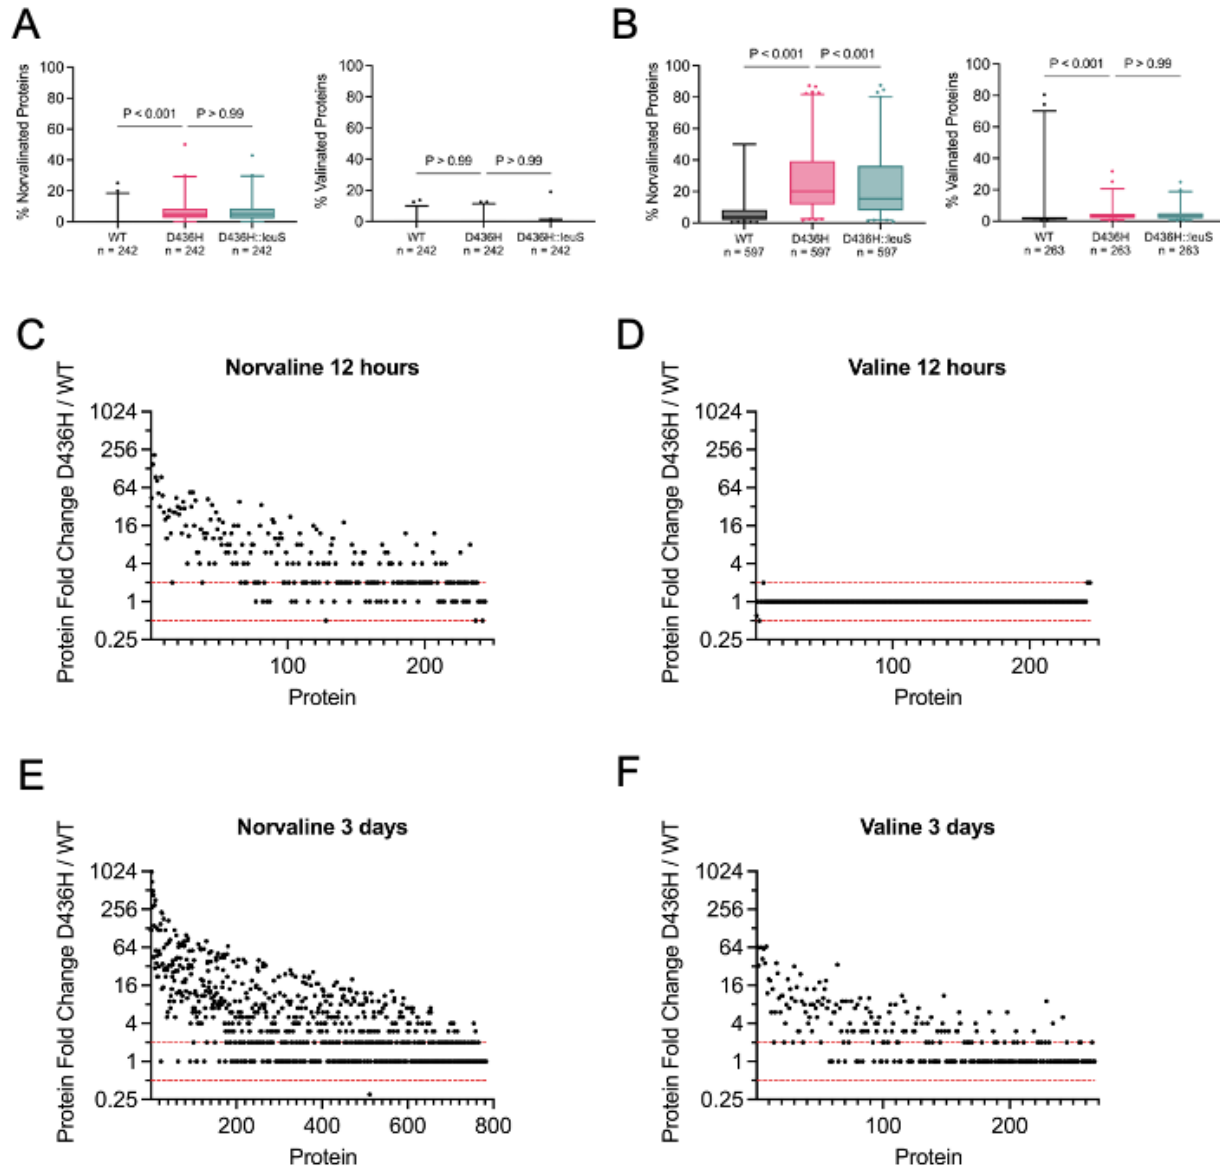 A
B
% Norvalinated Proteins
100
80
60
40
20
0
P < 0.001
P > 0.99
WT
n = 242
D436H
n = 242
D436H::leuS
n = 242
% Valinated Proteins
100
80
60
40
20
0
P > 0.99
P > 0.99
WT
n = 242
D436H
n = 242
D436H::leuS
n = 242
% Norvalinated Proteins
100
80
60
40
20
0
P < 0.001
P < 0.001
WT
n = 597
D436H
n = 597
D436H::leuS
n = 597
% Valinated Proteins
100
80
60
40
20
0
P < 0.001
P > 0.99
WT
n = 263
D436H
n = 263
D436H::leuS
n = 263
C
Norvaline 12 hours
Protein Fold Change D436H / WT
1024
256
64
16
4
1
0.25
100
200
Protein
D
Valine 12 hours
Protein Fold Change D436H / WT
1024
256
64
16
4
1
0.25
100
200
Protein
E
Norvaline 3 days
Protein Fold Change D436H / WT
1024
256
64
16
4
1
0.25
200
400
600
800
Protein
F
Valine 3 days
Protein Fold Change D436H / WT
1024
256
64
16
4
1
0.25
100
200
Protein